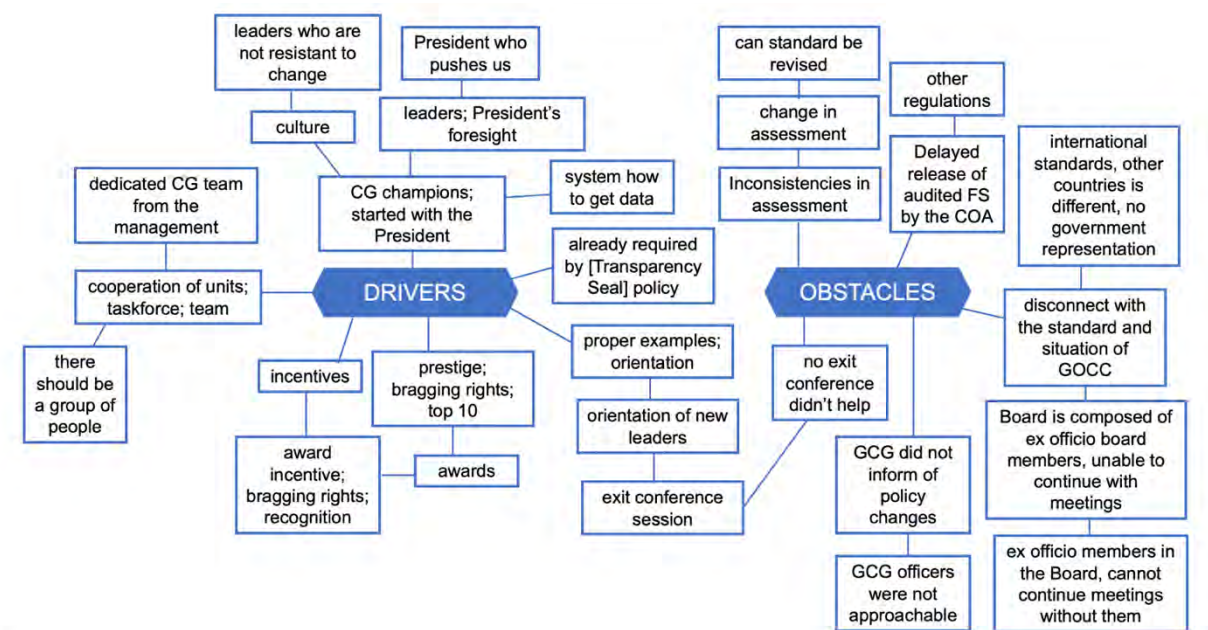 leaders who are
not resistant to
change
President who
pushes us
culture
leaders; President's
foresight
dedicated CG team
from the
management
CG champions;
started with the
President
system how
to get data
already required
by [Transparency
Seal] policy
cooperation of units;
taskforce; team
DRIVERS
there
should be
a group of
people
incentives
prestige;
bragging rights;
top 10
proper examples;
orientation
award
incentive;
bragging rights;
recognition
awards
orientation of new
leaders
exit conference
session
can standard be
revised
other
regulations
change in
assessment
Inconsistencies in
assessment
Delayed
release of
audited FS
by the COA
international
standards, other
countries is
different, no
government
representation
OBSTACLES
disconnect with
the standard and
situation of
GOCC
no exit
conference
didn't help
GCG did not
inform of
policy
changes
Board is composed of
ex officio board
members, unable to
continue with
meetings
GCG officers
were not
approachable
ex officio members in
the Board, cannot
continue meetings
without them